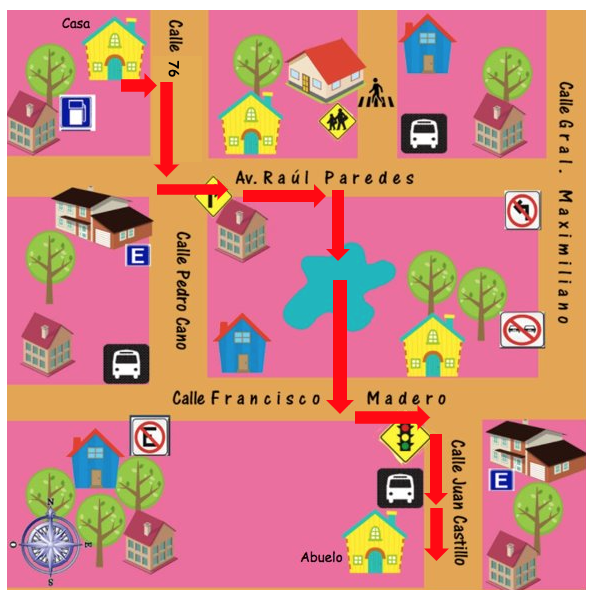 Casa
Calle 76
Av. Raúl Paredes
Calle Gral. Maximiliano
Calle Pedro Cano
E
Calle Francisco Madero
E
Calle Juan Castillo
E
Abuelo
N
O
E
S